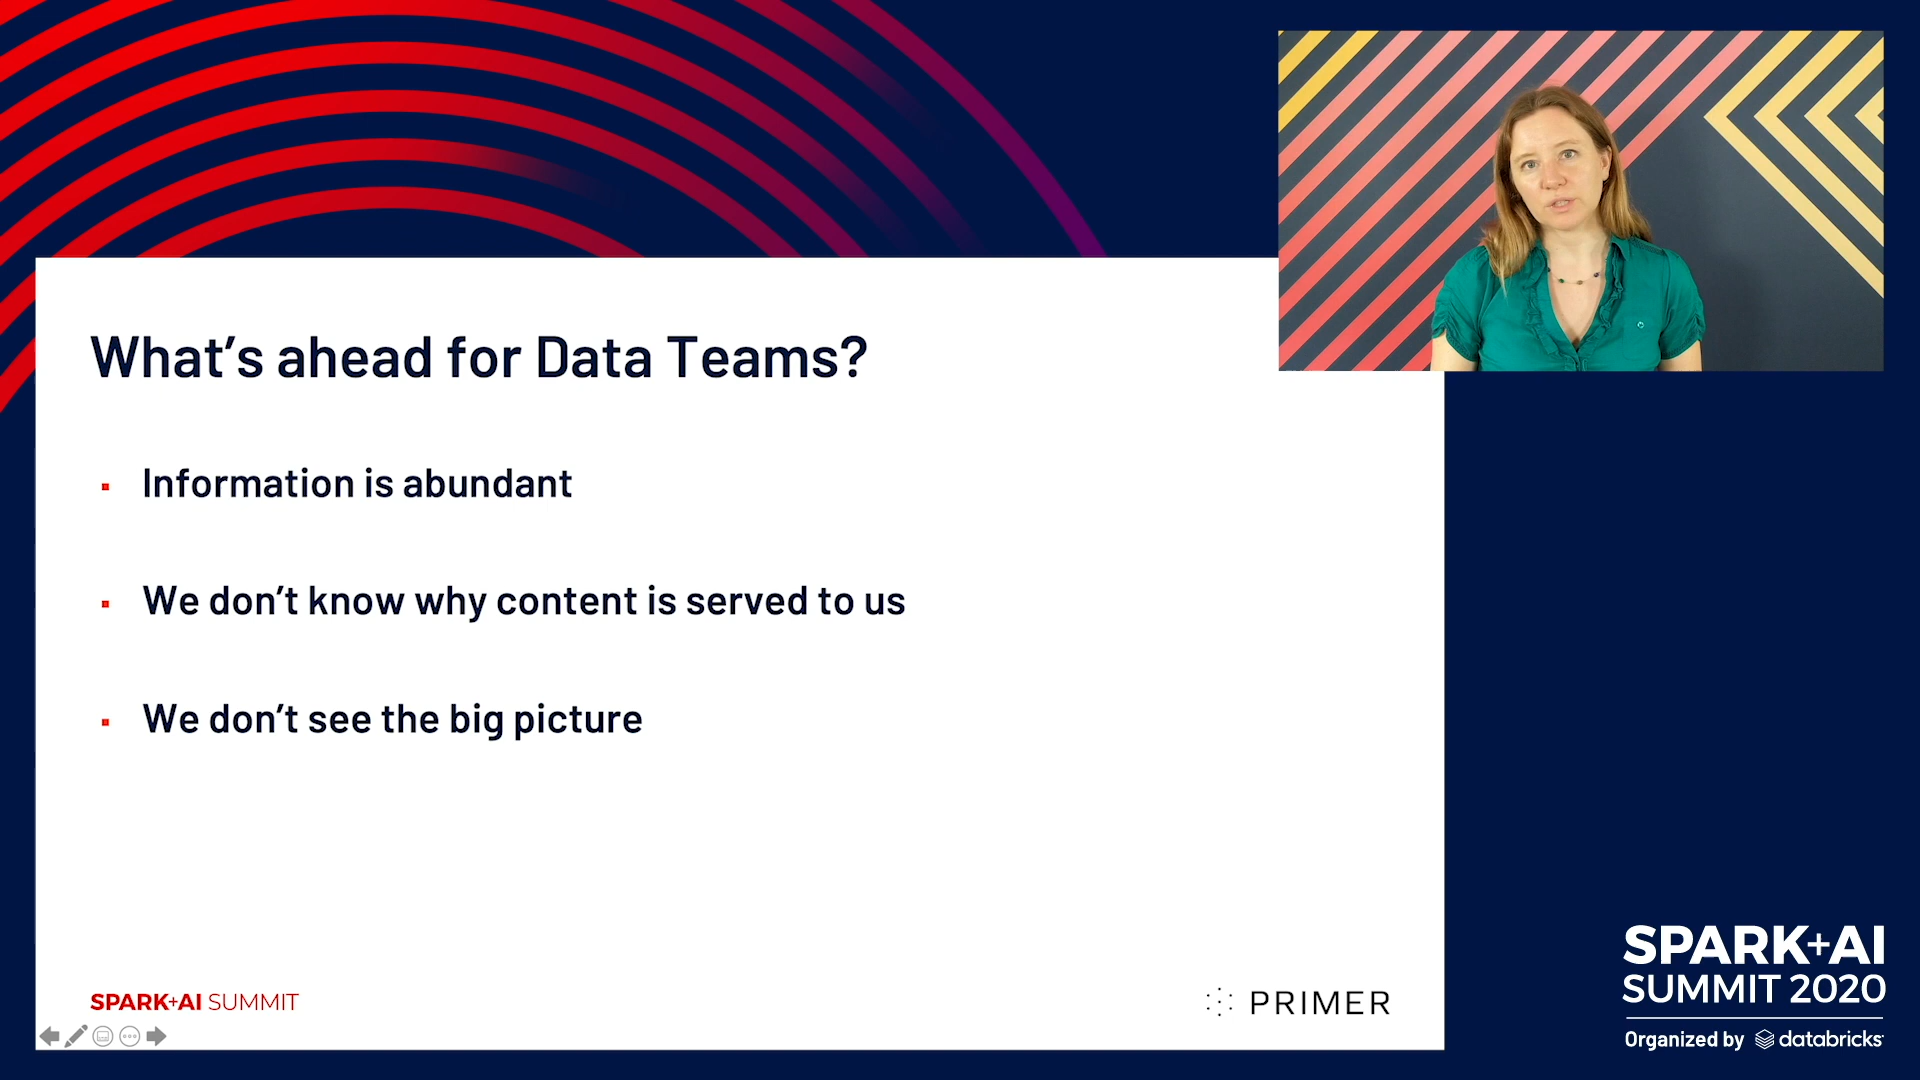 What's ahead for Data Teams?
Information is abundant
We don't know why content is served to us
We don't see the big picture
SPARK+AI SUMMIT
PRIMER
SPARK+AI
SUMMIT 2020
Organized by databricks